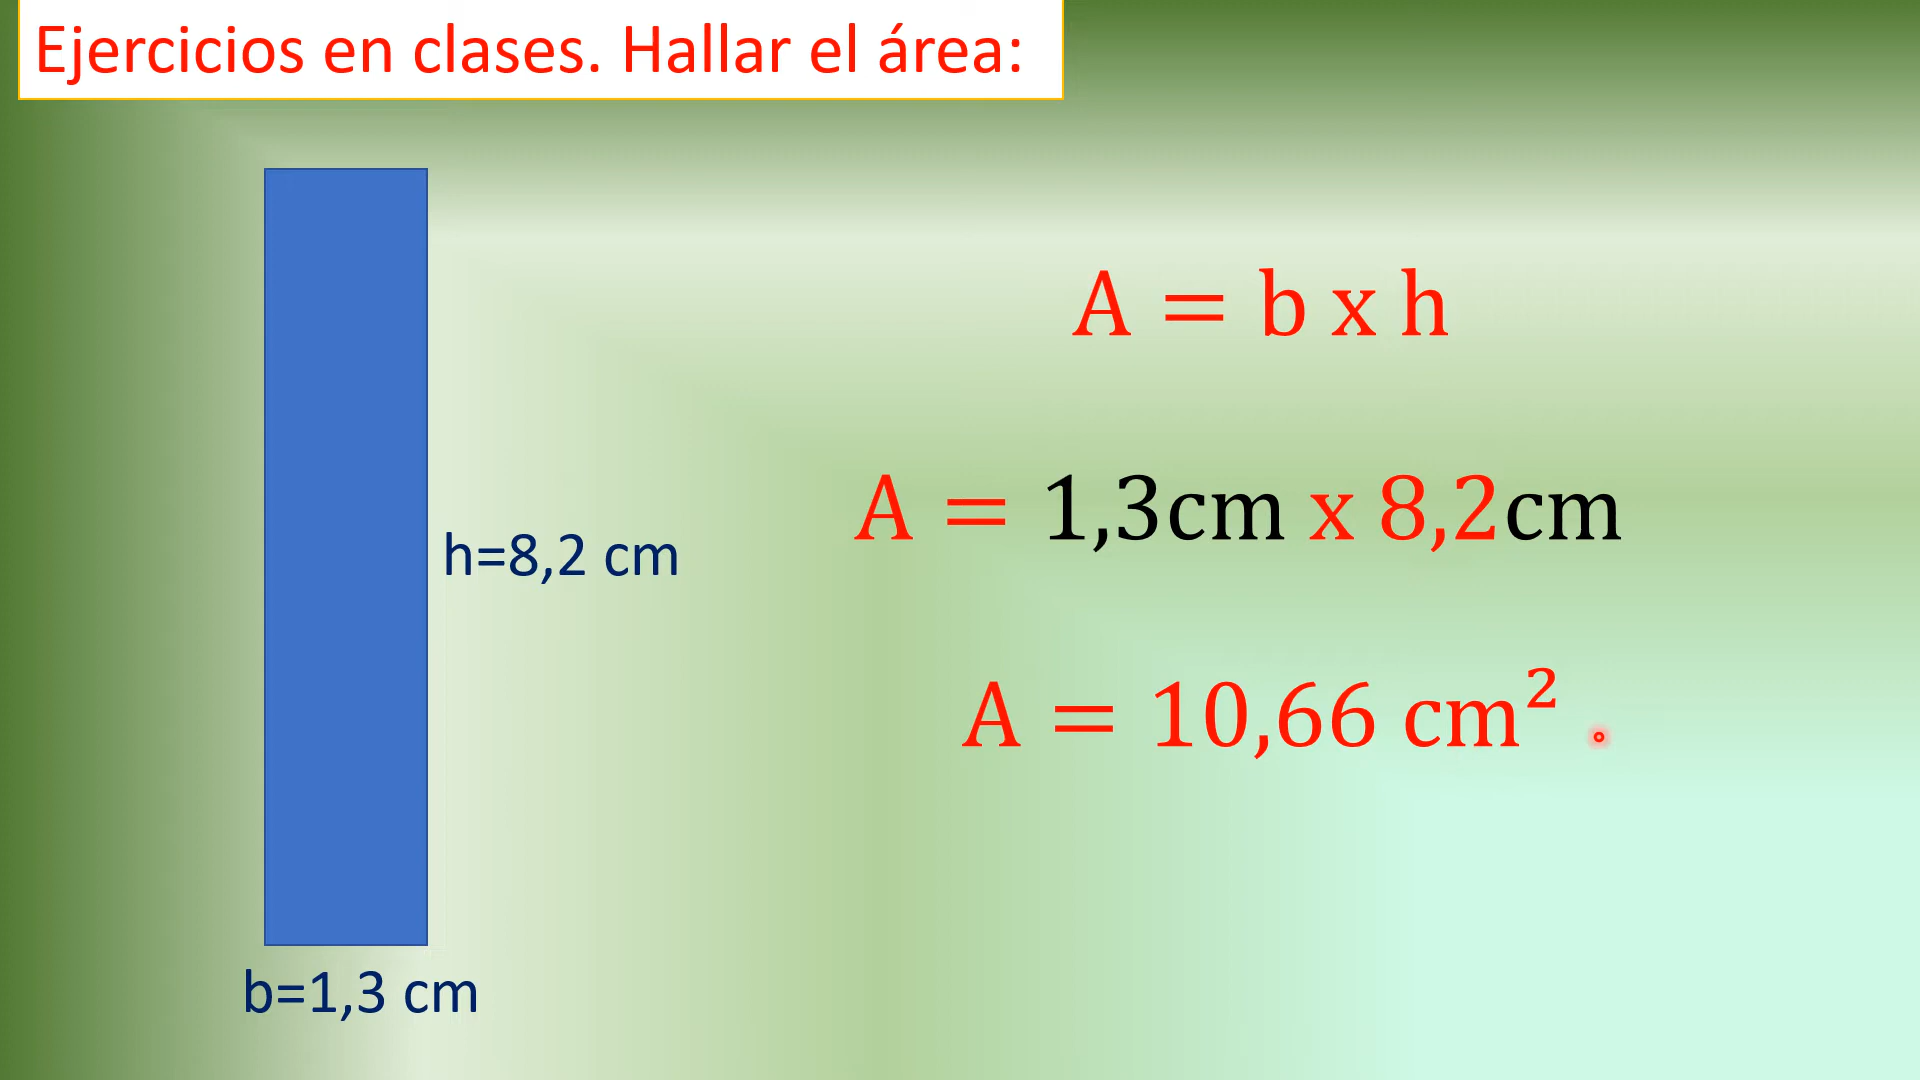 Ejercicios en clases. Hallar el área:
A = b x h
A = 1,3cm x 8,2cm
h=8,2 cm
A = 10,66 cm²
b=1,3 cm